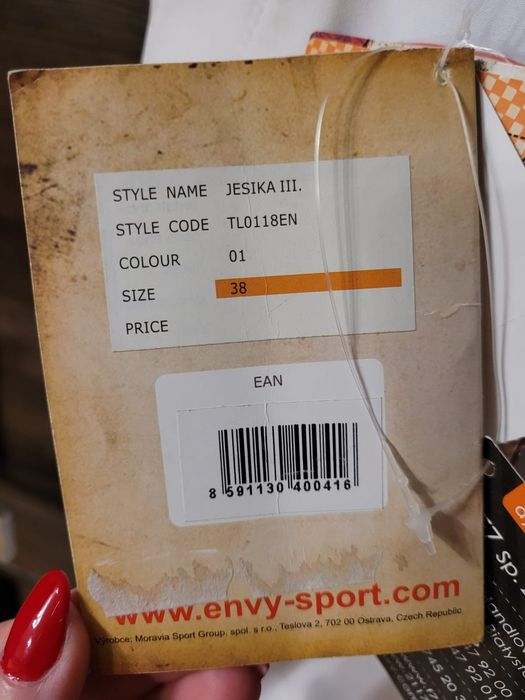 STYLE NAME JESIKA III.
STYLE CODE TL0118EN
COLOUR 01
SIZE 38
PRICE
EAN
8 591130 400416
www.envy-sport.com
Výrobce: Moravia Sport Group, spol. s r.o., Teslova 2, 702 00 Ostrava, Czech Republic
sp.